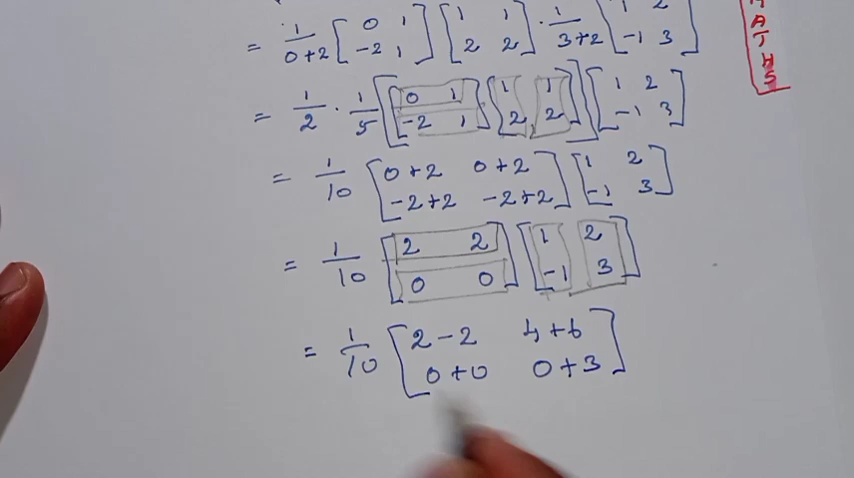 = 1/0+2 [0 1 -2 1] [1 1 2 2] · 1/3+2 [1 2 -1 3]
= 1/2 · 1/5 [[0 1 -2 1] [1 1 2 2]] [1 2 -1 3]
= 1/10 [0+2 0+2 -2+2 -2+2] [1 2 -1 3]
= 1/10 [2 2 0 0] [1 2 -1 3]
= 1/10 [2-2 4+6 0+0 0+3]
ATHS